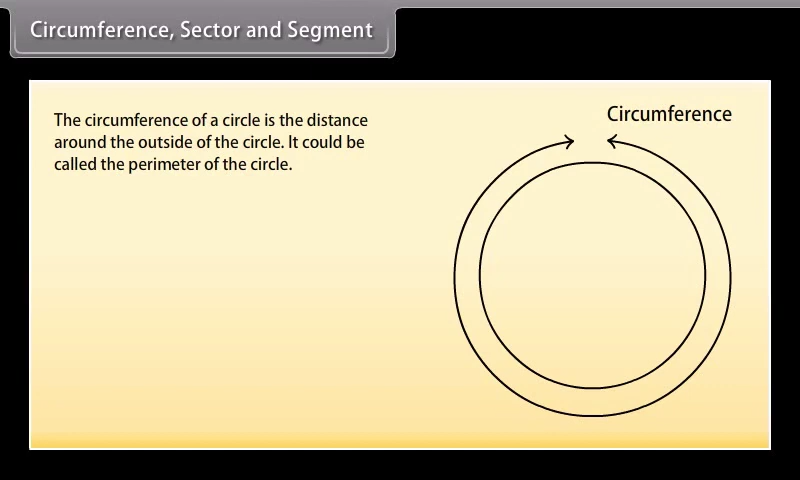 Circumference, Sector and Segment
The circumference of a circle is the distance
around the outside of the circle. It could be
called the perimeter of the circle.
Circumference